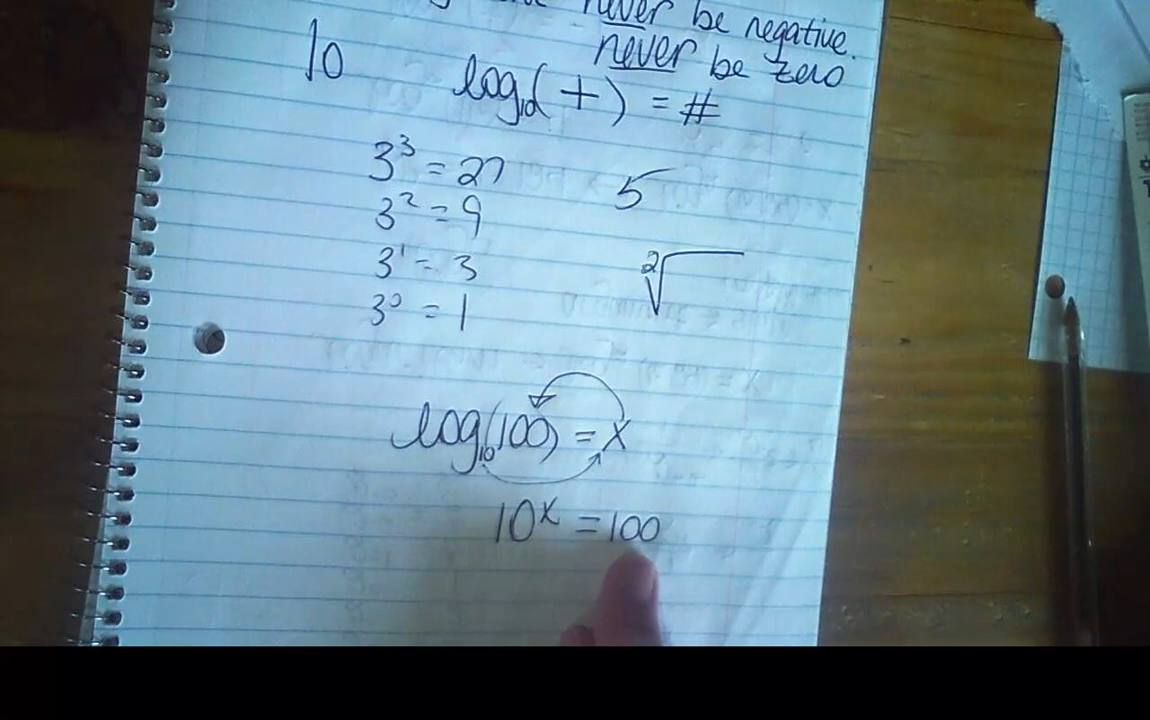 never be negative.
never be zero
10
log₁₀(+) = #
3³ = 27
3² = 9
3¹ = 3
3⁰ = 1
5
²√
log₁₀(100) = x
10ˣ = 100